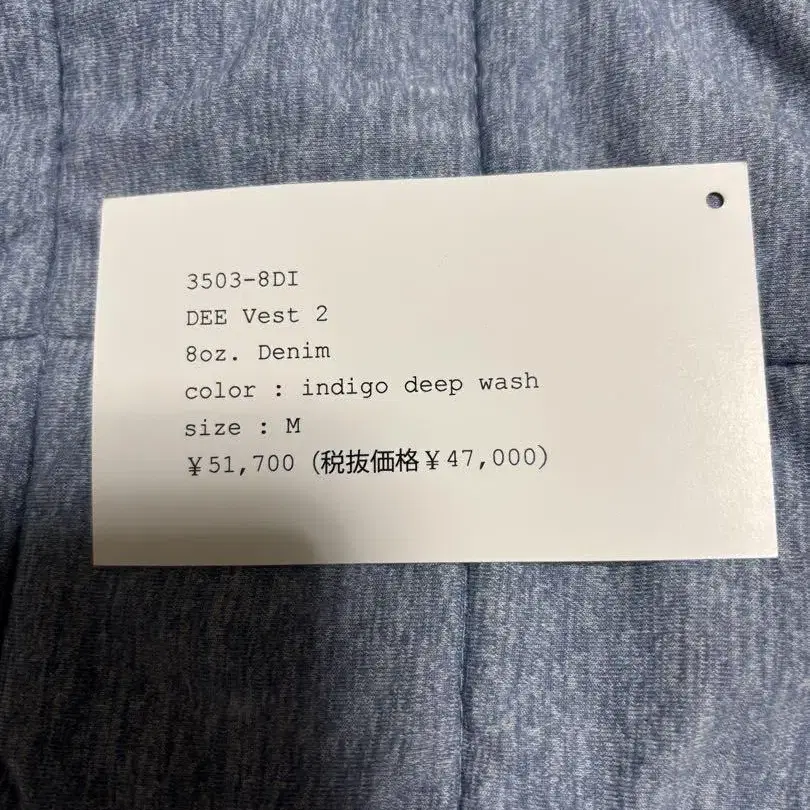 3503-8DI
DEE Vest 2
8oz. Denim
color : indigo deep wash
size : M
¥51,700 (税抜価格¥47,000)